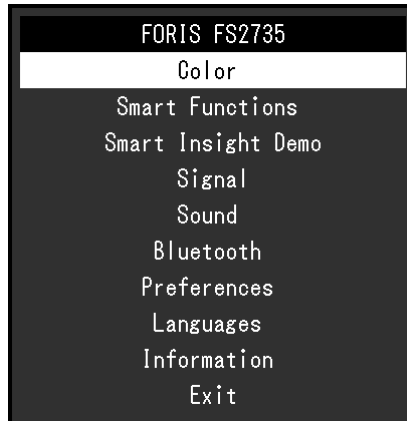 FORIS FS2735
Color
Smart Functions
Smart Insight Demo
Signal
Sound
Bluetooth
Preferences
Languages
Information
Exit